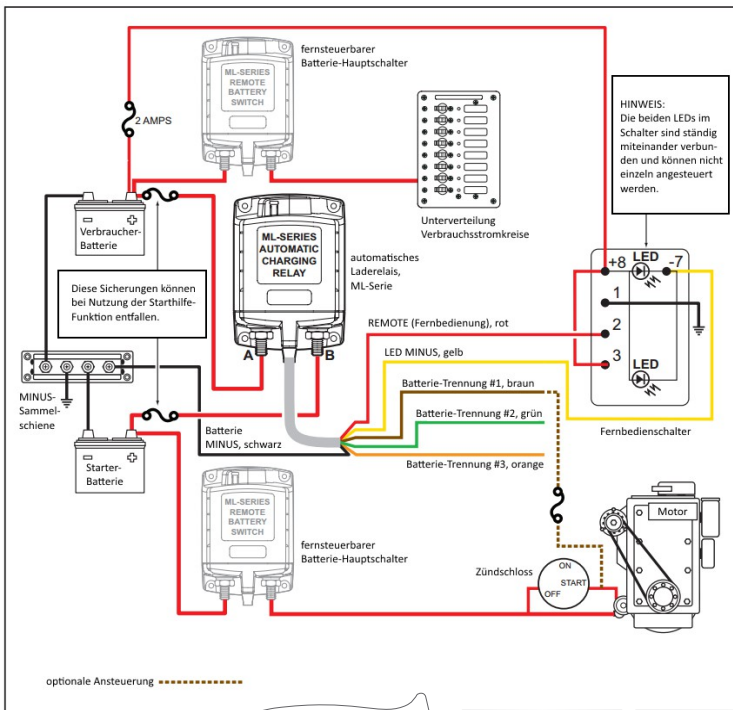 fernsteuerbarer
Batterie-Hauptschalter
ML-SERIES
REMOTE
BATTERY
SWITCH
2 AMPS
HINWEIS:
Die beiden LEDs im
Schalter sind ständig
miteinander verbun-
den und können nicht
einzeln angesteuert
werden.
Unterverteilung
Verbrauchsstromkreise
- +
Verbraucher-
Batterie
ML-SERIES
AUTOMATIC
CHARGING
RELAY
automatisches
Laderelais,
ML-Serie
Diese Sicherungen können
bei Nutzung der Starthilfe-
Funktion entfallen.
A B
LED
+8 -7
1
2
3
LED
Fernbedienschalter
REMOTE (Fernbedienung), rot
LED MINUS, gelb
Batterie-Trennung #1, braun
Batterie-Trennung #2, grün
Batterie-Trennung #3, orange
MINUS-
Sammel-
schiene
Batterie
MINUS, schwarz
- +
Starter-
Batterie
ML-SERIES
REMOTE
BATTERY
SWITCH
fernsteuerbarer
Batterie-Hauptschalter
Zündschloss
ON
START
OFF
Motor
optionale Ansteuerung